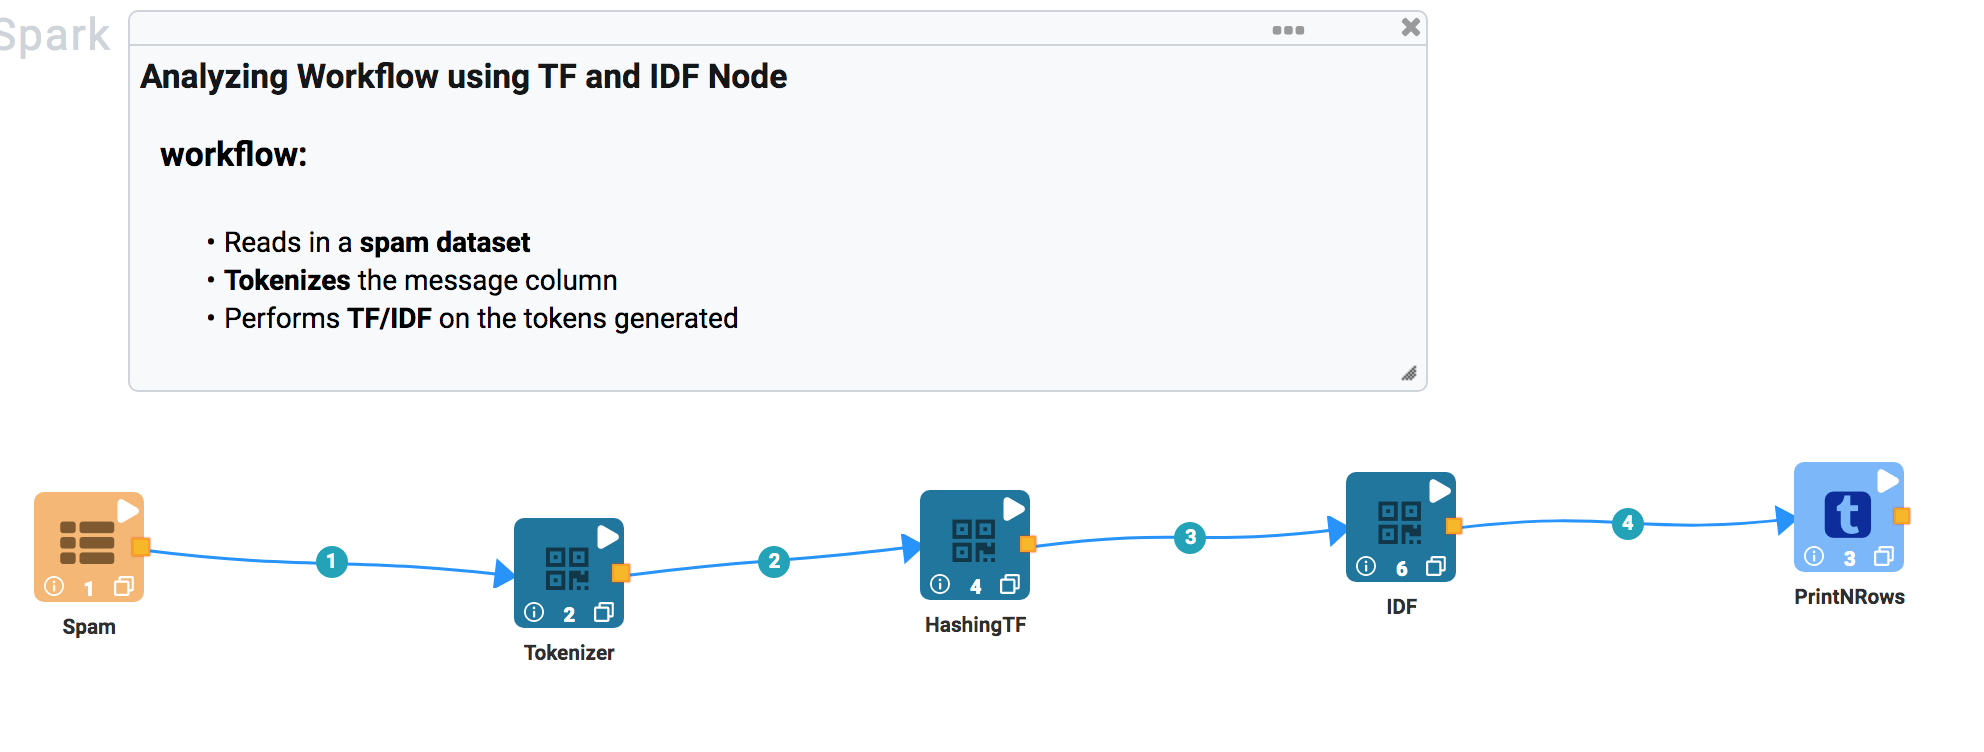 Spark
Analyzing Workflow using TF and IDF Node
workflow:
• Reads in a spam dataset
• Tokenizes the message column
• Performs TF/IDF on the tokens generated
1
2
3
4
1
Spam
2
Tokenizer
4
HashingTF
6
IDF
t
3
PrintNRows